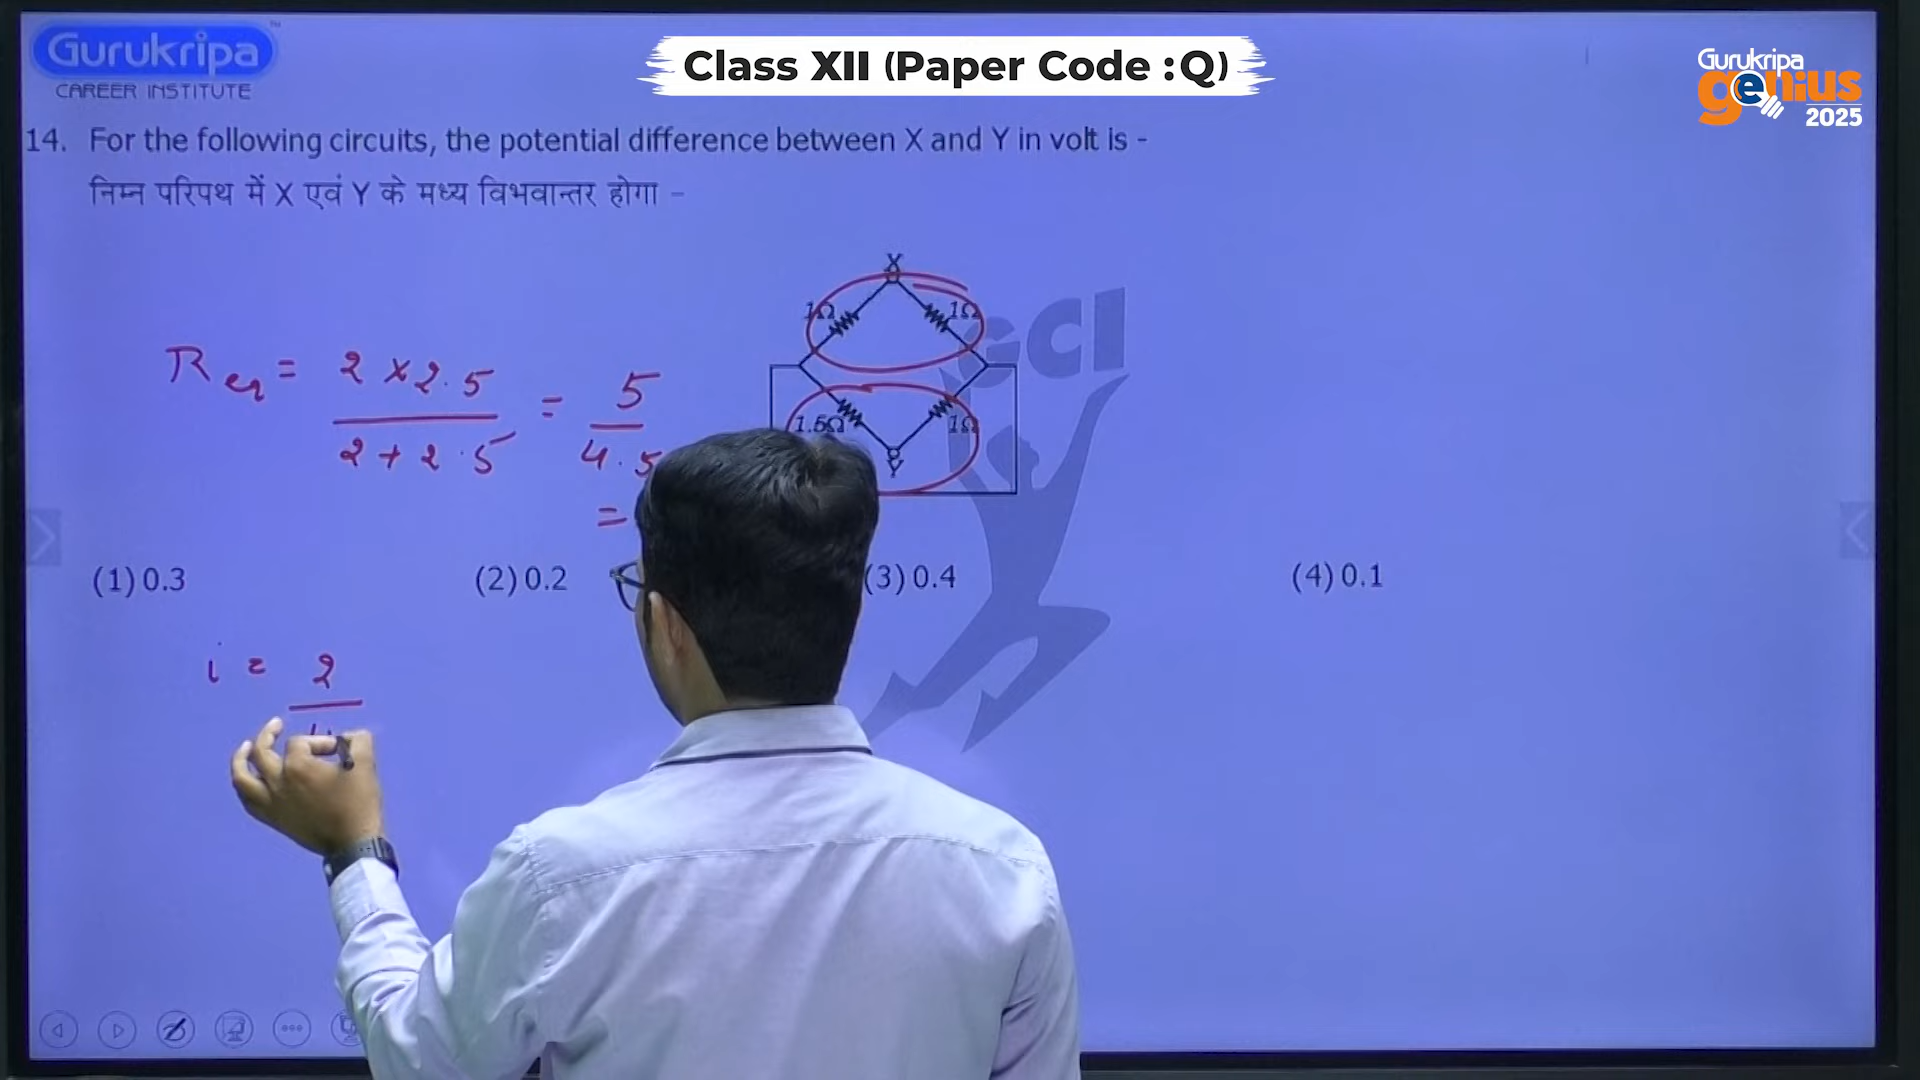 Gurukripa
CAREER INSTITUTE
Class XII (Paper Code :Q)
Gurukripa
genius
2025
14. For the following circuits, the potential difference between X and Y in volt is -
निम्न परिपथ में X एवं Y के मध्य विभवान्तर होगा -
X
1Ω 1Ω
GCI
R eq = 2 × 2.5 / 2 + 2.5 = 5 / 4.5
=
1.5Ω 1Ω
Y
(1) 0.3 (2) 0.2 (3) 0.4 (4) 0.1
i = 2